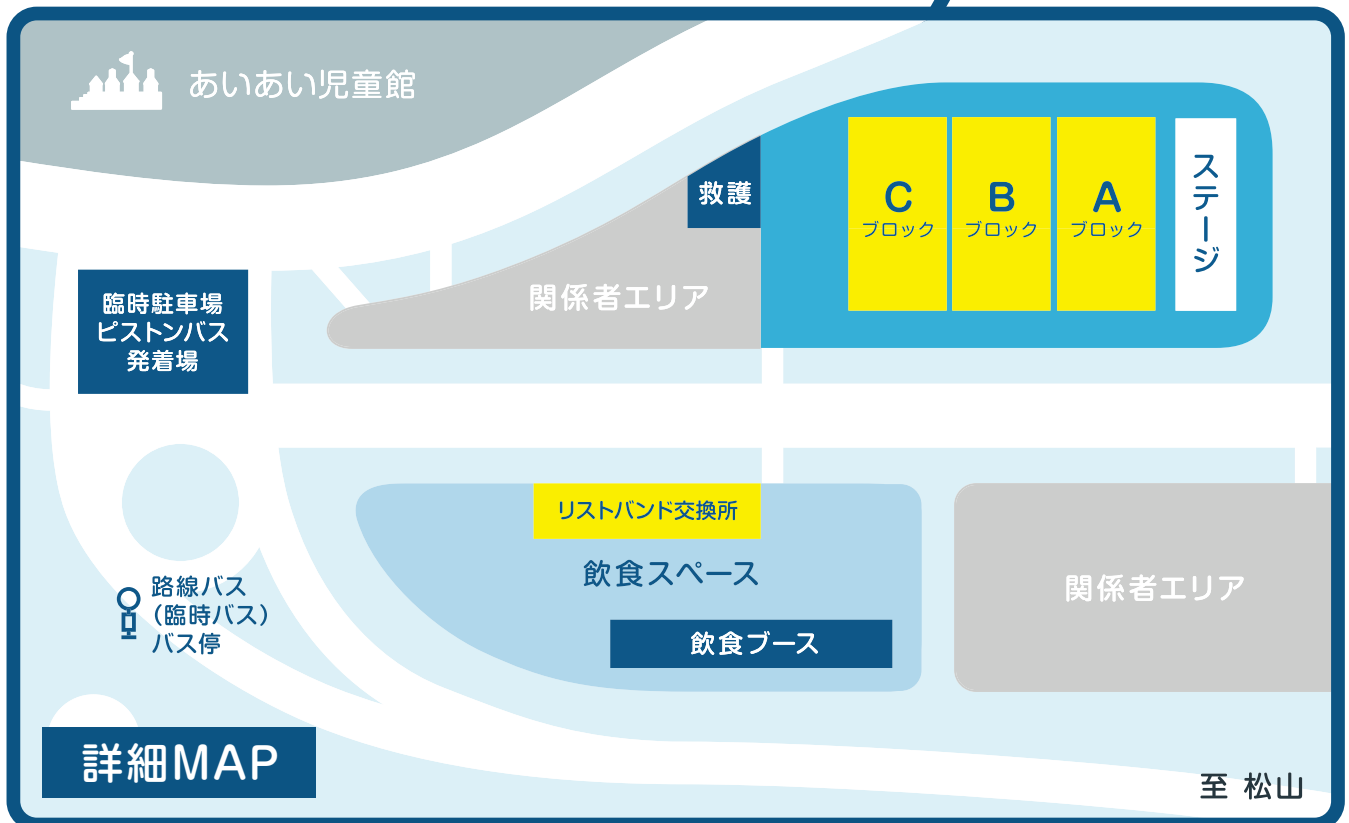 あいあい児童館
救護
C
ブロック
B
ブロック
A
ブロック
ステージ
関係者エリア
臨時駐車場
ピストンバス
発着場
リストバンド交換所
飲食スペース
飲食ブース
関係者エリア
路線バス
(臨時バス)
バス停
詳細MAP
至 松山